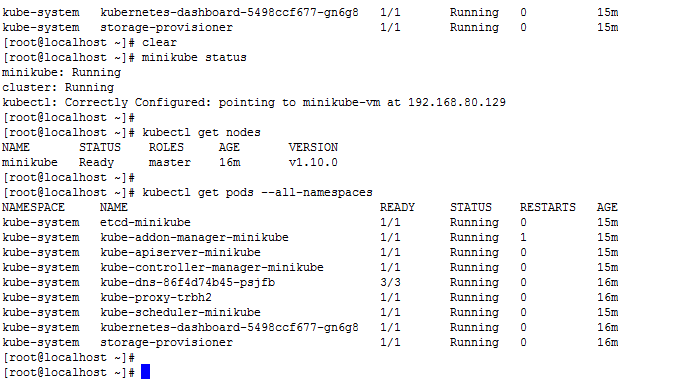 kube-system   kubernetes-dashboard-5498ccf677-gn6g8   1/1       Running   0          15m
kube-system   storage-provisioner                     1/1       Running   0          15m
[root@localhost ~]# clear
[root@localhost ~]# minikube status
minikube: Running
cluster: Running
kubectl: Correctly Configured: pointing to minikube-vm at 192.168.80.129
[root@localhost ~]#
[root@localhost ~]# kubectl get nodes
NAME       STATUS    ROLES     AGE       VERSION
minikube   Ready     master    16m       v1.10.0
[root@localhost ~]#
[root@localhost ~]# kubectl get pods --all-namespaces
NAMESPACE     NAME                                    READY     STATUS    RESTARTS   AGE
kube-system   etcd-minikube                           1/1       Running   0          15m
kube-system   kube-addon-manager-minikube             1/1       Running   1          15m
kube-system   kube-apiserver-minikube                 1/1       Running   0          15m
kube-system   kube-controller-manager-minikube        1/1       Running   0          15m
kube-system   kube-dns-86f4d74b45-psjfb               3/3       Running   0          16m
kube-system   kube-proxy-trbh2                        1/1       Running   0          16m
kube-system   kube-scheduler-minikube                 1/1       Running   0          15m
kube-system   kubernetes-dashboard-5498ccf677-gn6g8   1/1       Running   0          16m
kube-system   storage-provisioner                     1/1       Running   0          16m
[root@localhost ~]#
[root@localhost ~]#